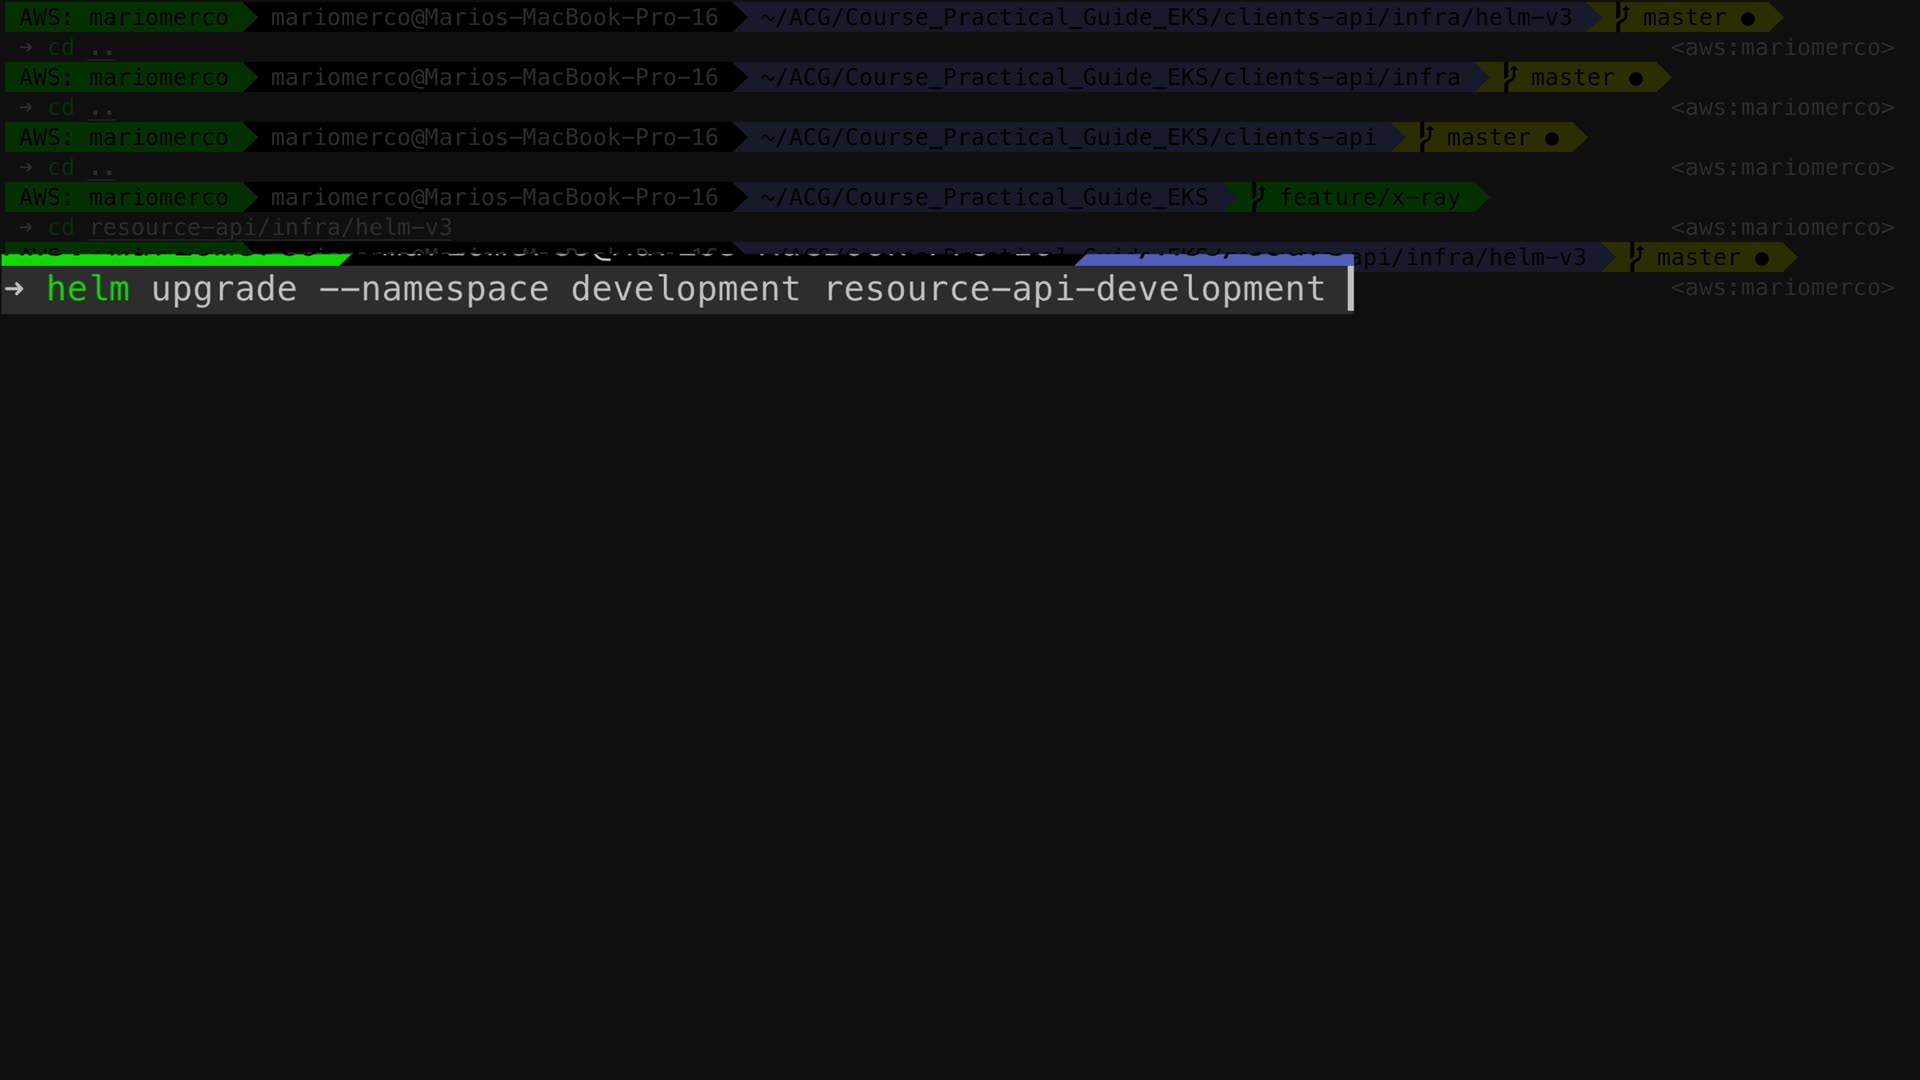 AWS: mariomerco mariomerco@Marios-MacBook-Pro-16 ~/ACG/Course_Practical_Guide_EKS/clients-api/infra/helm-v3 master ●
→ cd .. <aws:mariomerco>
AWS: mariomerco mariomerco@Marios-MacBook-Pro-16 ~/ACG/Course_Practical_Guide_EKS/clients-api/infra master ●
→ cd .. <aws:mariomerco>
AWS: mariomerco mariomerco@Marios-MacBook-Pro-16 ~/ACG/Course_Practical_Guide_EKS/clients-api master ●
→ cd .. <aws:mariomerco>
AWS: mariomerco mariomerco@Marios-MacBook-Pro-16 ~/ACG/Course_Practical_Guide_EKS feature/x-ray
→ cd resource-api/infra/helm-v3 <aws:mariomerco>
api/infra/helm-v3 master ●
→ helm upgrade --namespace development resource-api-development <aws:mariomerco>